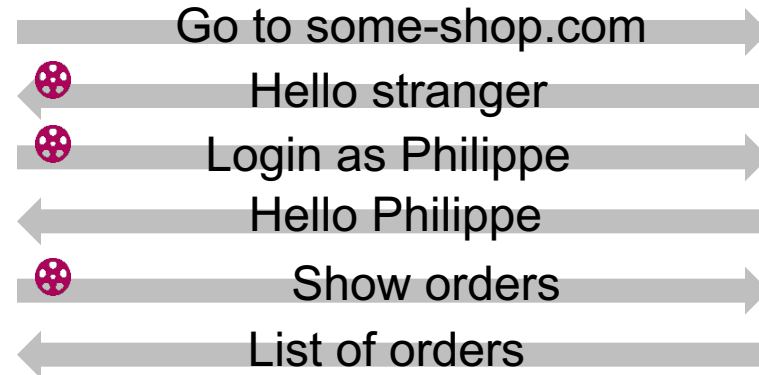 Go to some-shop.com
Hello stranger
Login as Philippe
Hello Philippe
Show orders
List of orders